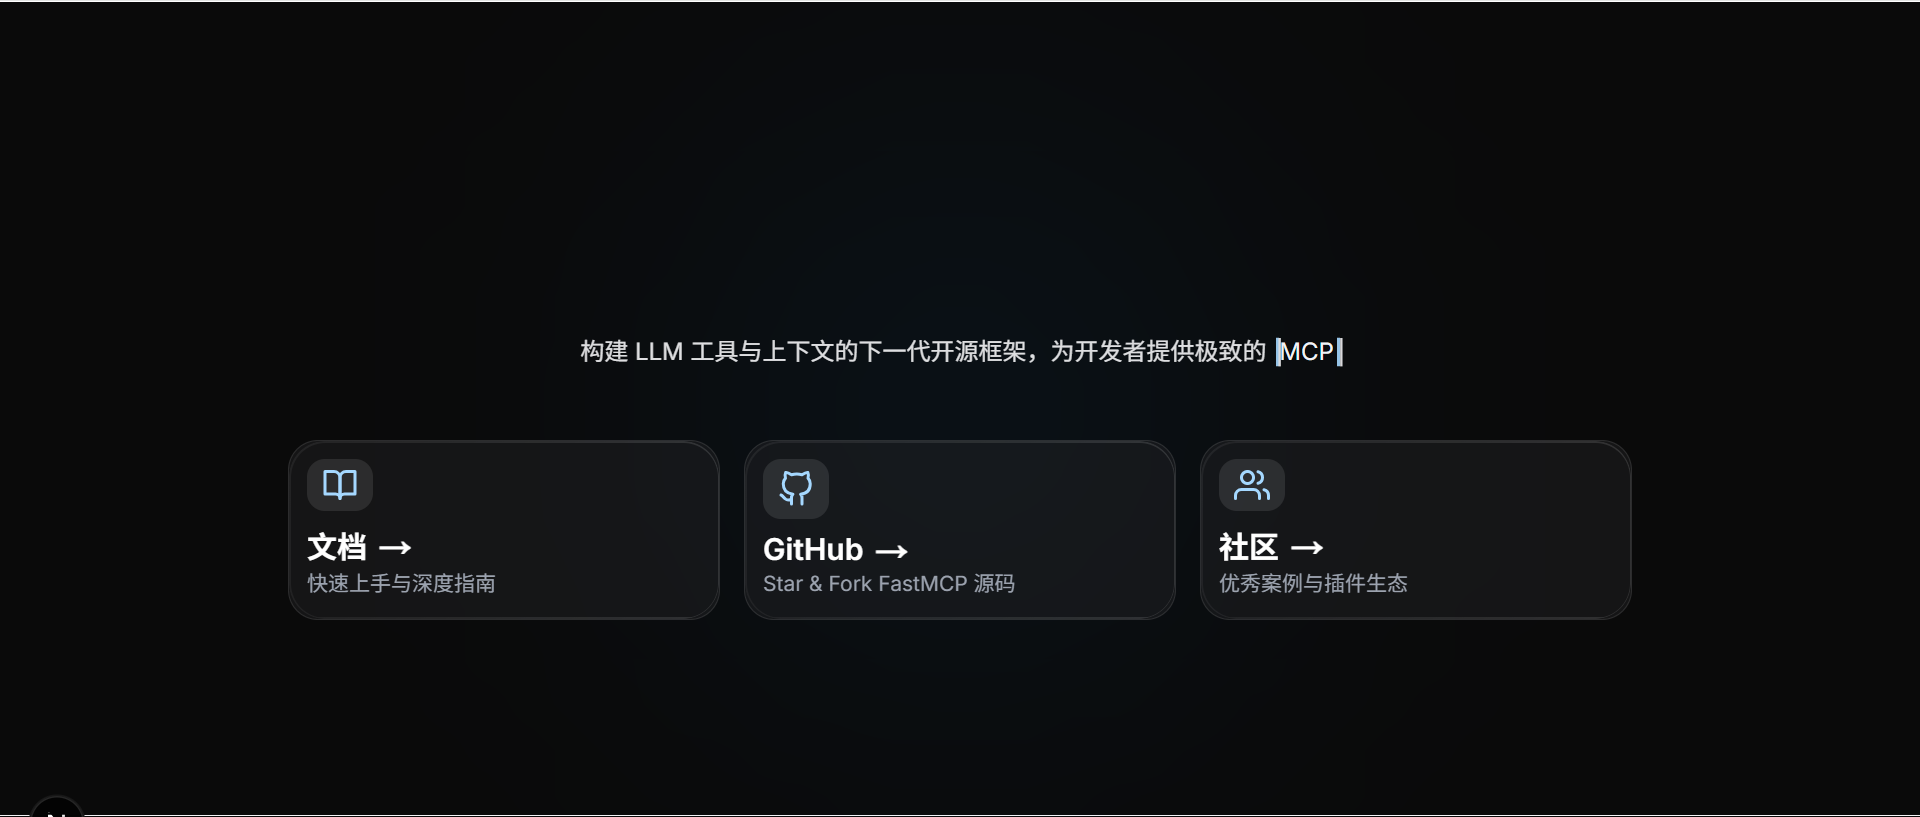 构建 LLM 工具与上下文的下一代开源框架，为开发者提供极致的 MCP
文档 →
快速上手与深度指南
GitHub →
Star & Fork FastMCP 源码
社区 →
优秀案例与插件生态